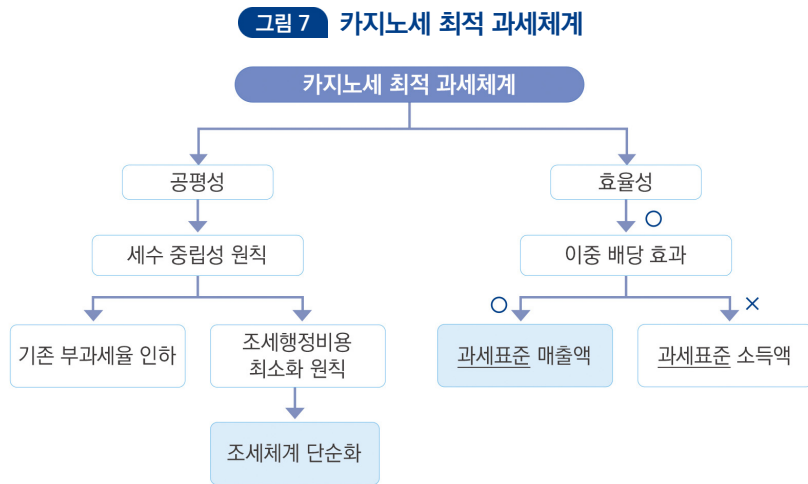 그림 7 카지노세 최적 과세체계
카지노세 최적 과세체계
공평성
효율성
○
세수 중립성 원칙
이중 배당 효과
○
×
기존 부과세율 인하
조세행정비용
최소화 원칙
과세표준 매출액
과세표준 소득액
조세체계 단순화